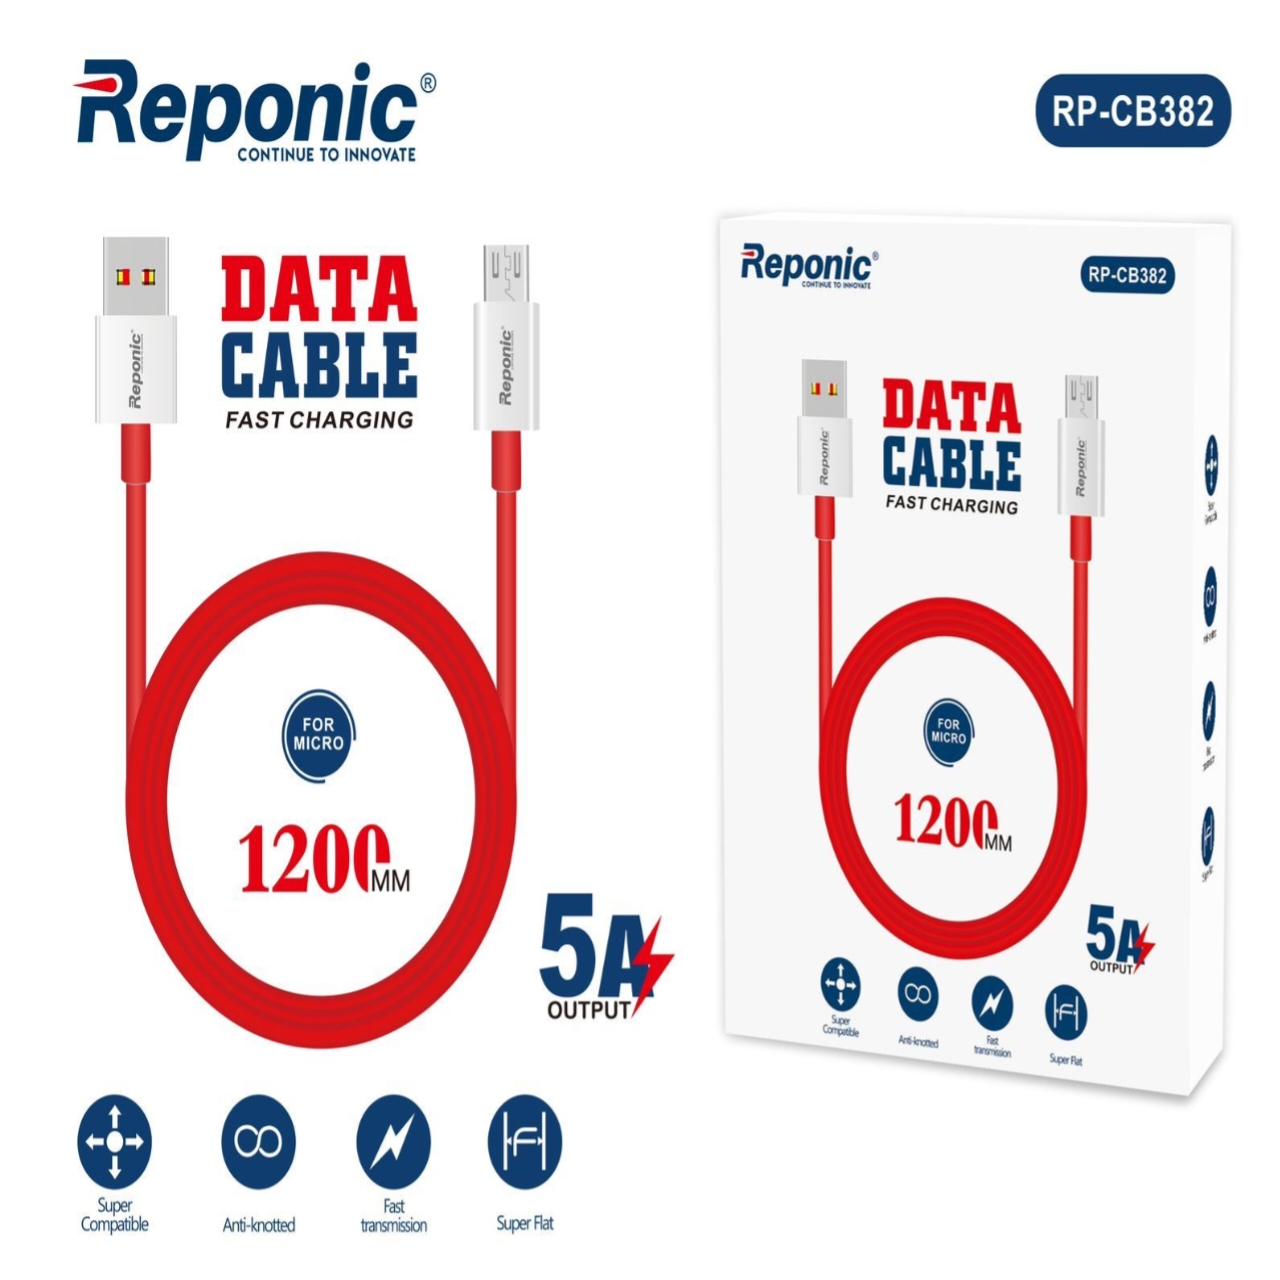 Reponic®
CONTINUE TO INNOVATE
RP-CB382
DATA
CABLE
FAST CHARGING
Reponic
Reponic
FOR
MICRO
1200MM
5A
OUTPUT
Super
Compatible
Anti-knotted
Fast
transmission
Super Flat
Reponic®
CONTINUE TO INNOVATE
RP-CB382
DATA
CABLE
FAST CHARGING
Reponic
Reponic
FOR
MICRO
1200MM
5A
OUTPUT
Super
Compatible
Anti-knotted
Fast
transmission
Super Flat